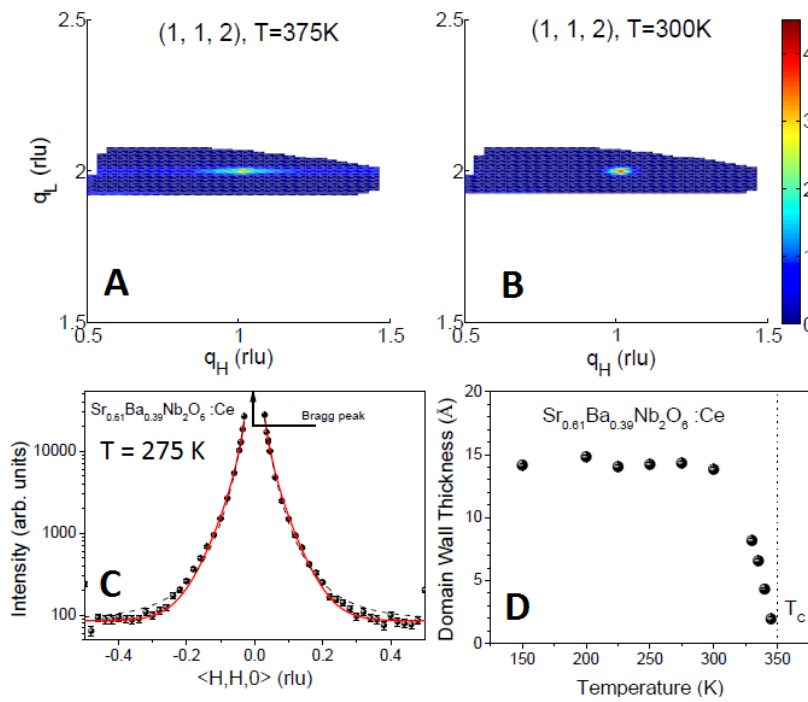 (1, 1, 2), T=375K
2.5
2
1.5
q_L (rlu)
0.5
1
1.5
q_H (rlu)
A
(1, 1, 2), T=300K
2.5
2
1.5
0.5
1
1.5
q_H (rlu)
B
4
3
2
1
0
Sr0.61Ba0.39Nb2O6 :Ce
Bragg peak
T = 275 K
10000
1000
100
Intensity (arb. units)
C
-0.4
-0.2
0.0
0.2
0.4
<H,H,0> (rlu)
Sr0.61Ba0.39Nb2O6 :Ce
20
15
10
5
0
Domain Wall Thickness (Å)
D
TC
150
200
250
300
350
Temperature (K)